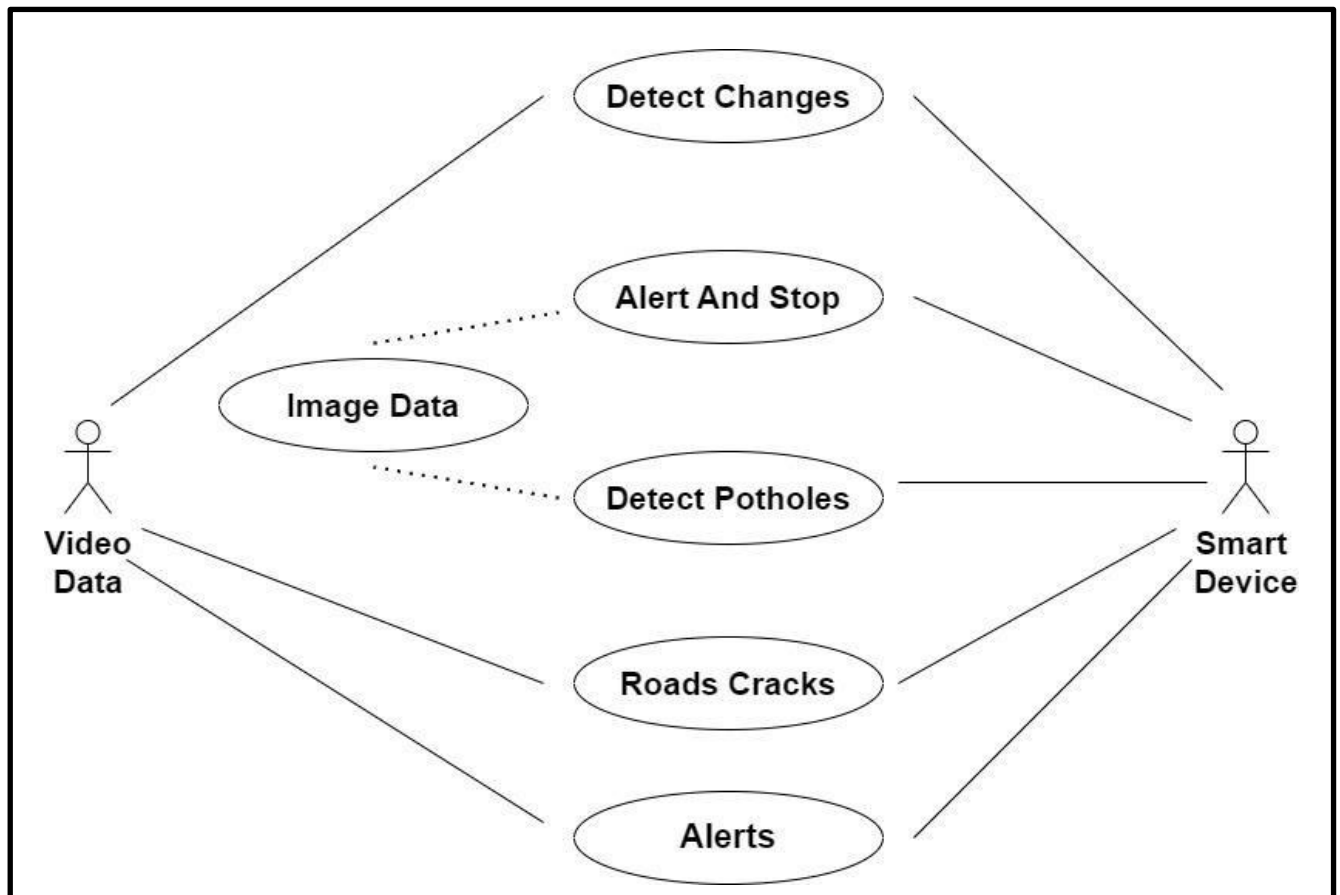 Detect Changes
Alert And Stop
Image Data
Detect Potholes
Video
Data
Smart
Device
Roads Cracks
Alerts